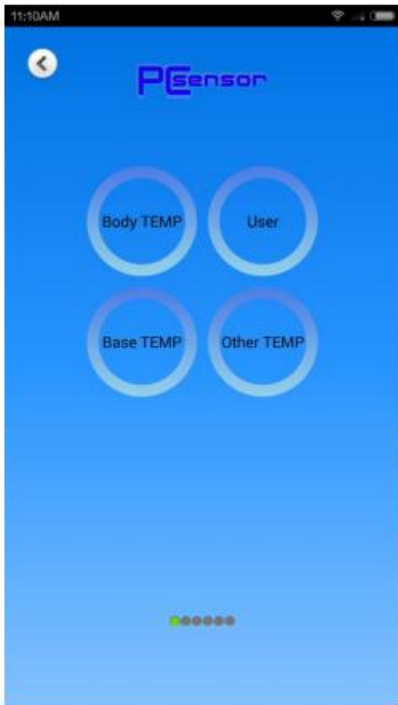 11:10AM
PCsensor
Body TEMP
User
Base TEMP
Other TEMP